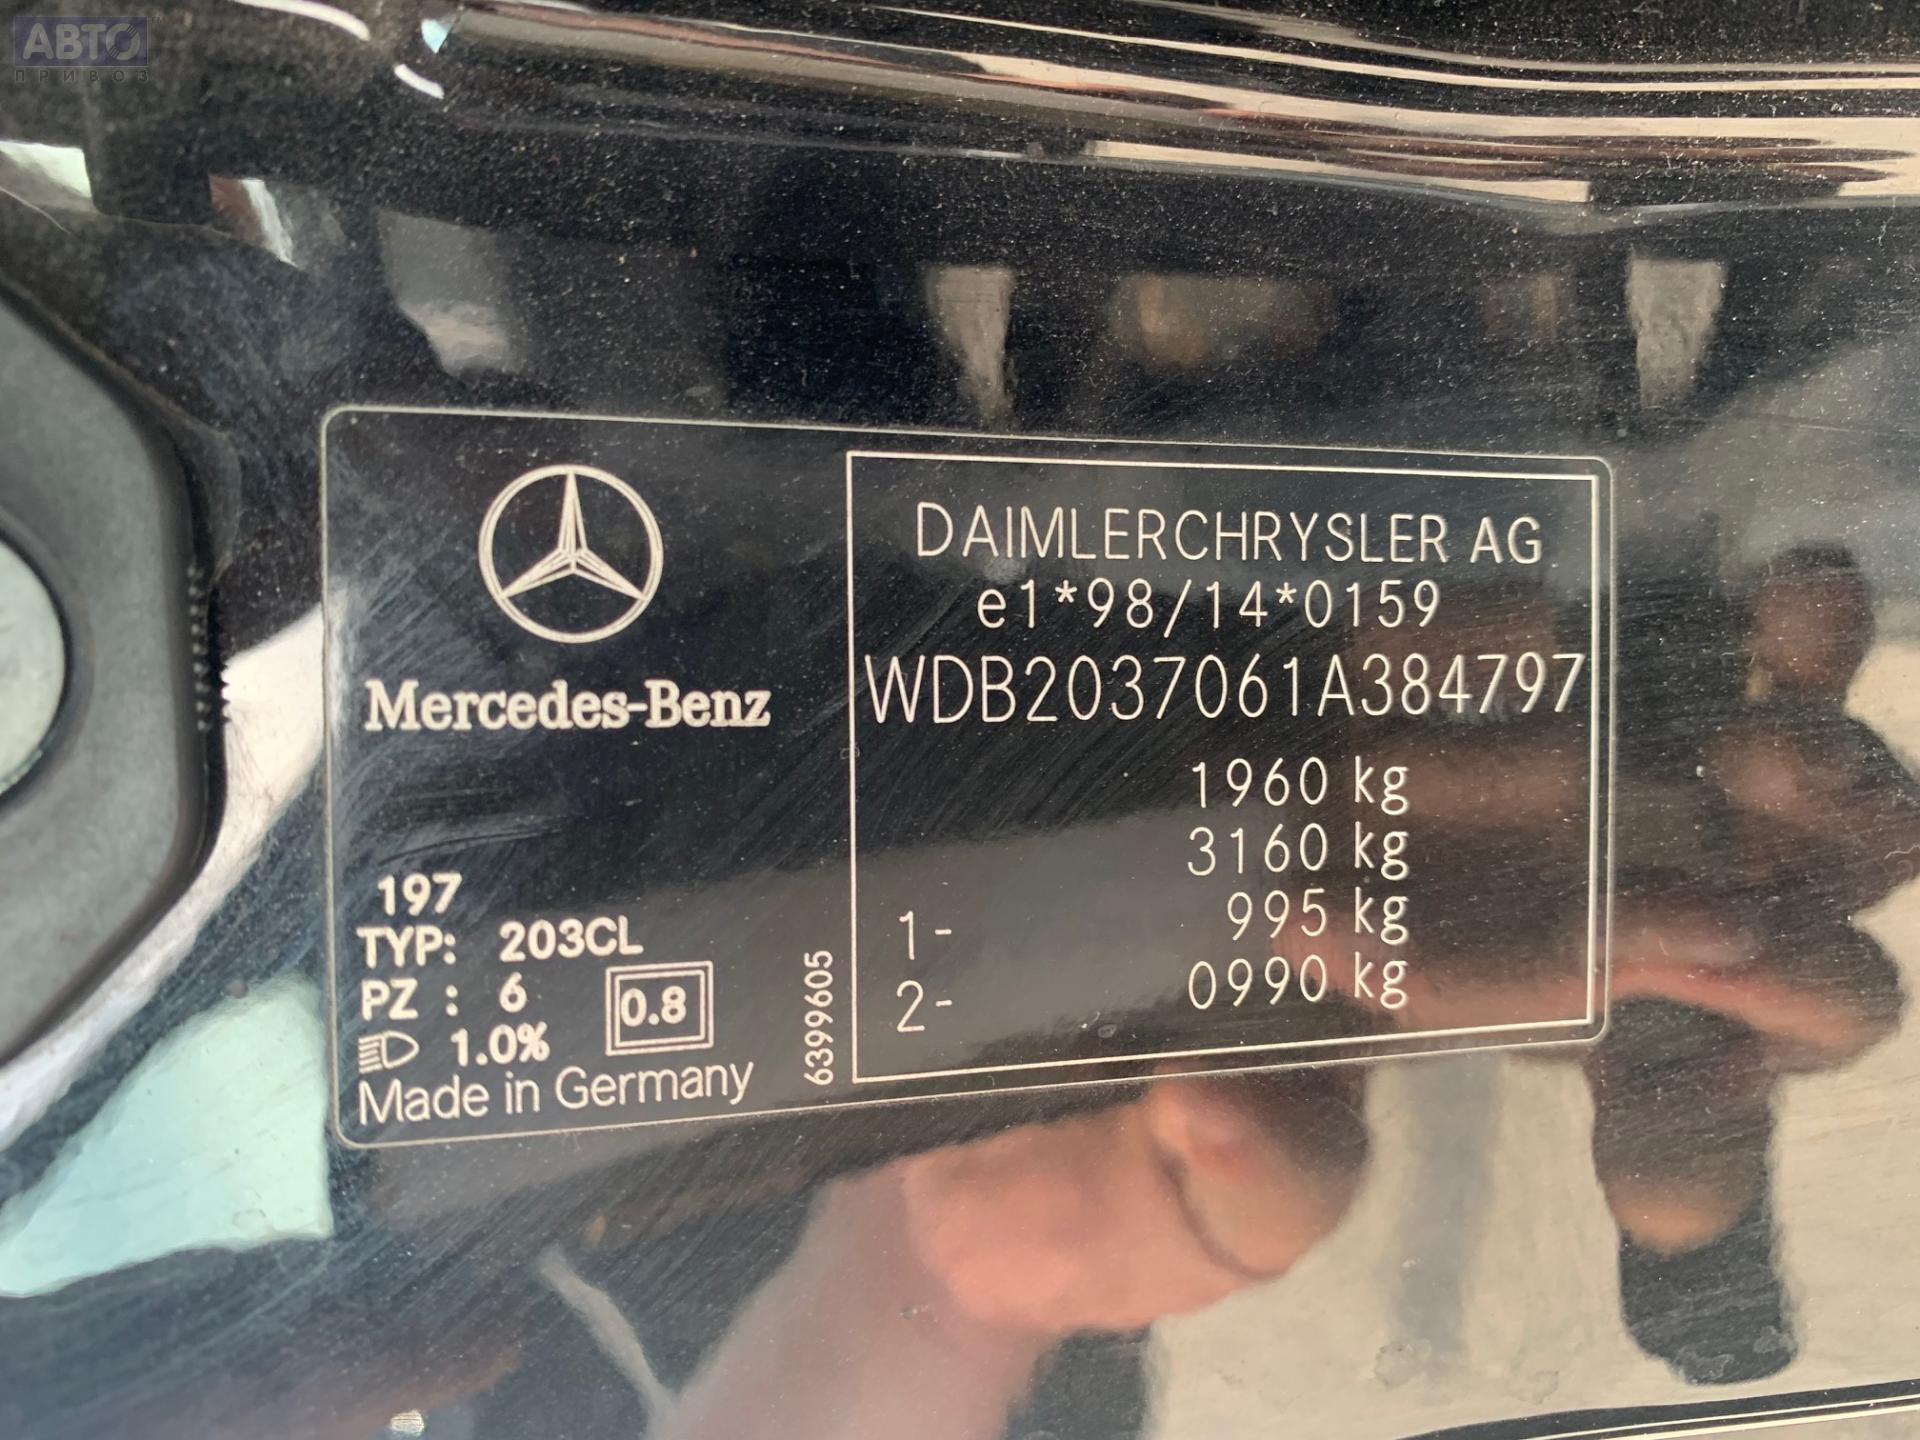 АВТО
ПРИВОЗ
Mercedes-Benz
197
TYP: 203CL
PZ : 6
1.0%
0.8
Made in Germany
6399605
DAIMLERCHRYSLER AG
e1*98/14*0159
WDB2037061A384797
1960 kg
3160 kg
1- 995 kg
2- 0990 kg